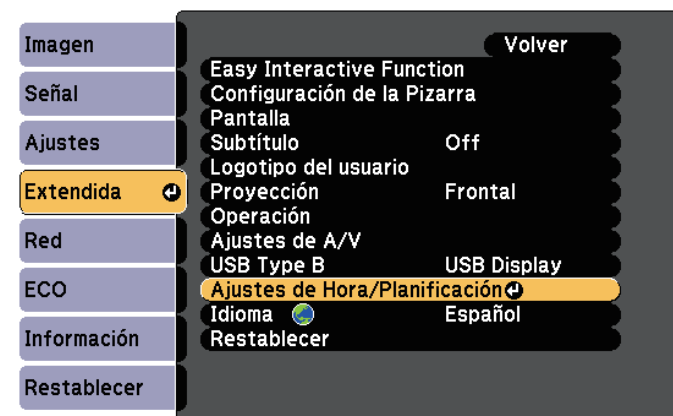 Imagen
Señal
Ajustes
Extendida
Red
ECO
Información
Restablecer
Volver
Easy Interactive Function
Configuración de la Pizarra
Pantalla
Subtítulo Off
Logotipo del usuario
Proyección Frontal
Operación
Ajustes de A/V
USB Type B USB Display
Ajustes de Hora/Planificación
Idioma Español
Restablecer